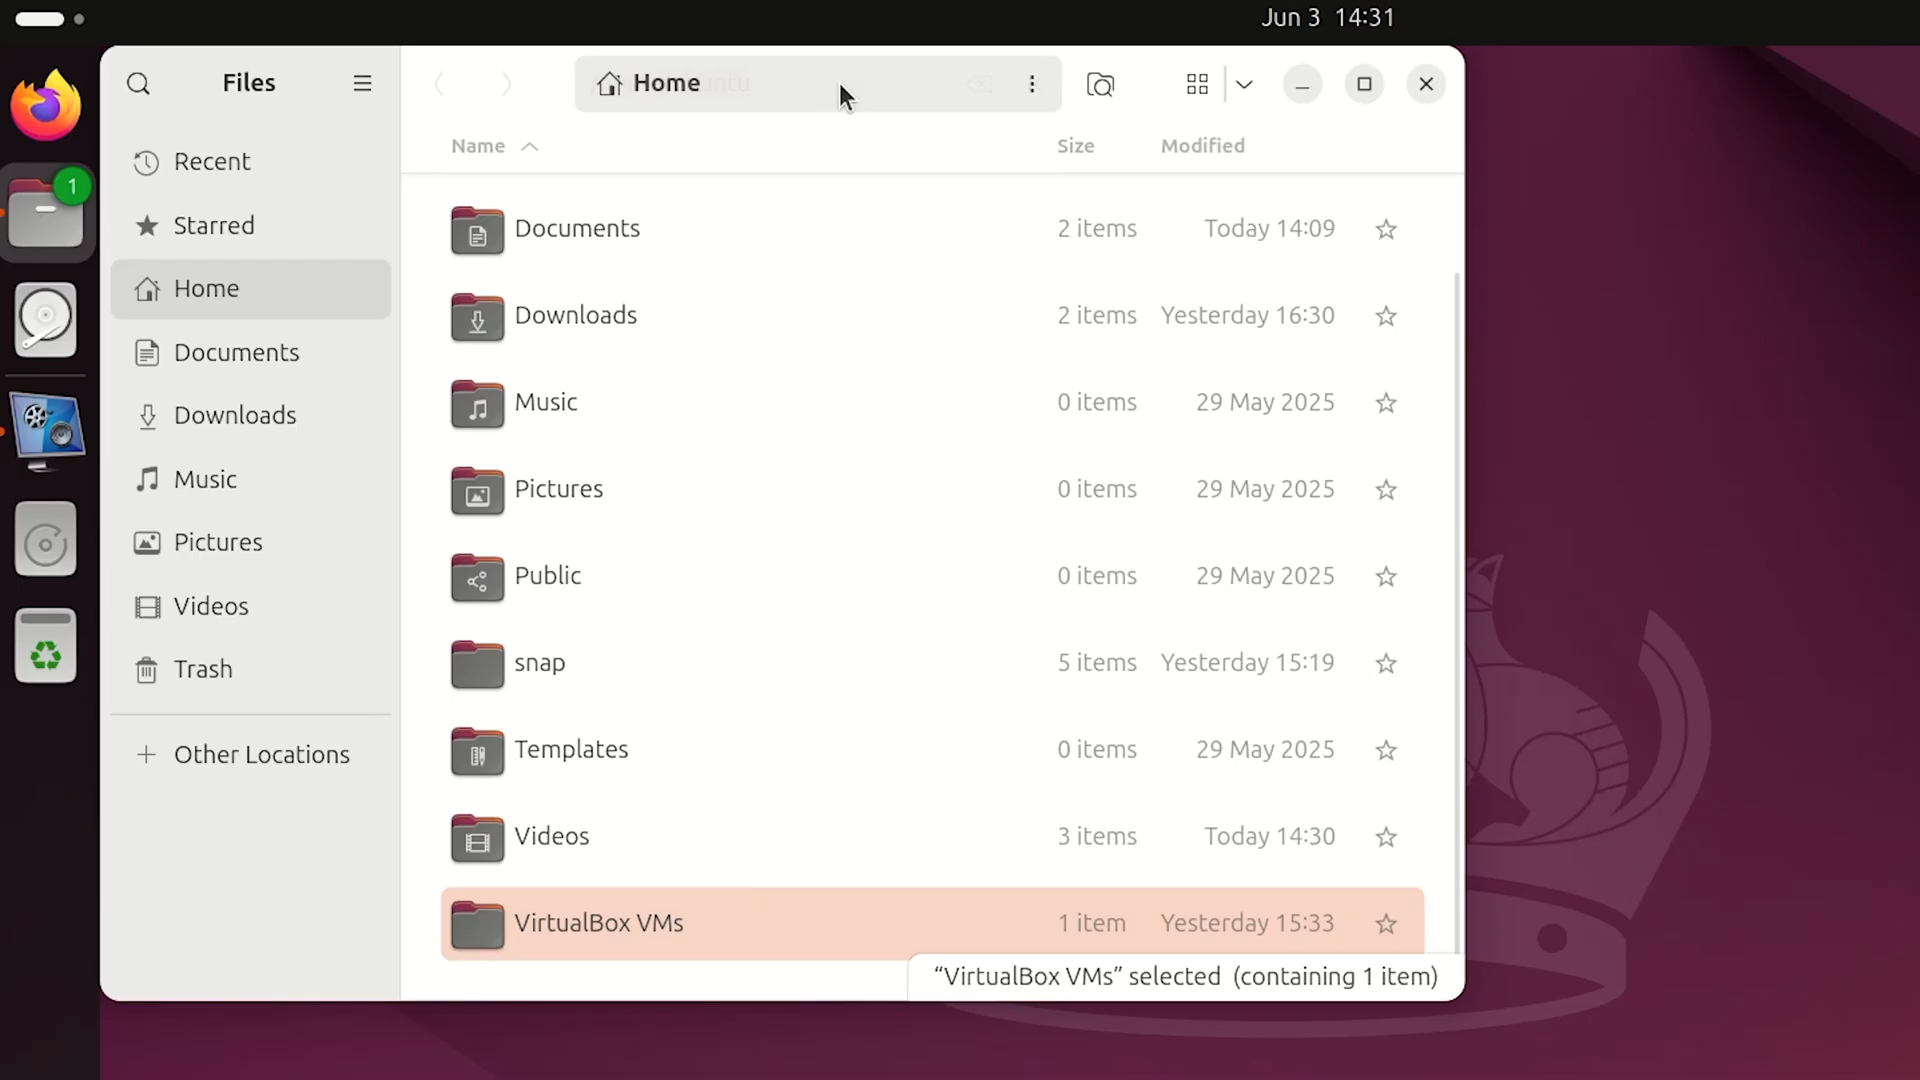 Jun 3 14:31
Files
Home
Name Size Modified
Recent
Starred
Home
Documents
Downloads
Music
Pictures
Videos
Trash
Other Locations
Documents 2 items Today 14:09
Downloads 2 items Yesterday 16:30
Music 0 items 29 May 2025
Pictures 0 items 29 May 2025
Public 0 items 29 May 2025
snap 5 items Yesterday 15:19
Templates 0 items 29 May 2025
Videos 3 items Today 14:30
VirtualBox VMs 1 item Yesterday 15:33
“VirtualBox VMs” selected (containing 1 item)
1